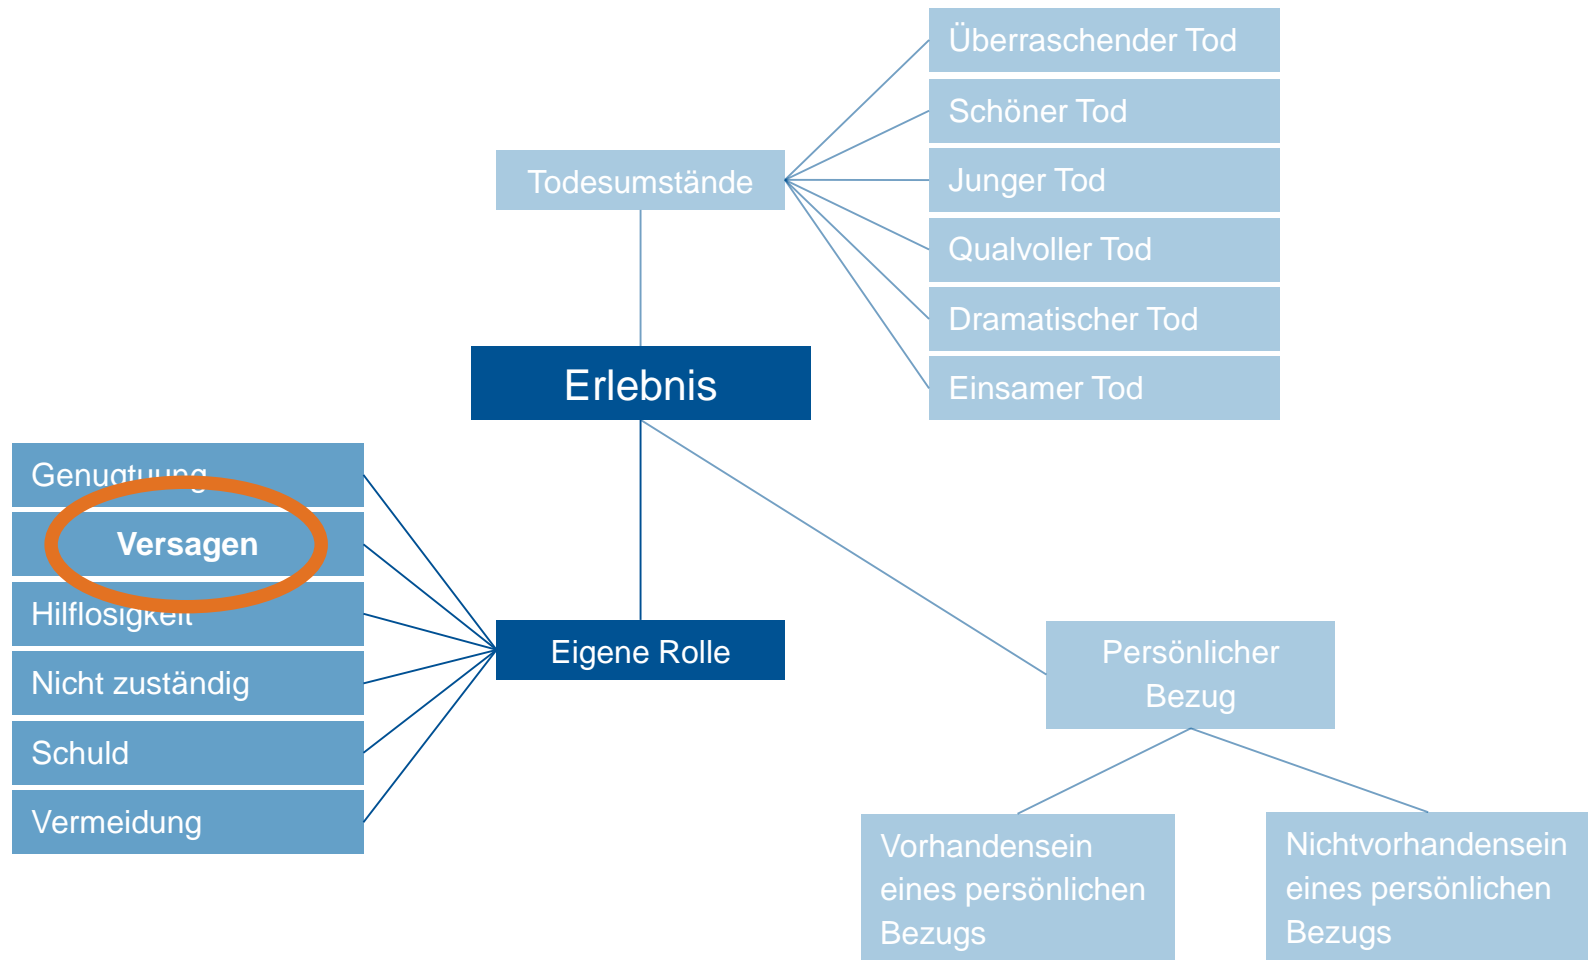 Überraschender Tod
Schöner Tod
Todesumstände
Junger Tod
Qualvoller Tod
Dramatischer Tod
Erlebnis
Einsamer Tod
Genugtuung
Versagen
Hilflosigkeit
Eigene Rolle
Nicht zuständig
Schuld
Vermeidung
Persönlicher
Bezug
Vorhandensein
eines persönlichen
Bezugs
Nichtvorhandensein
eines persönlichen
Bezugs